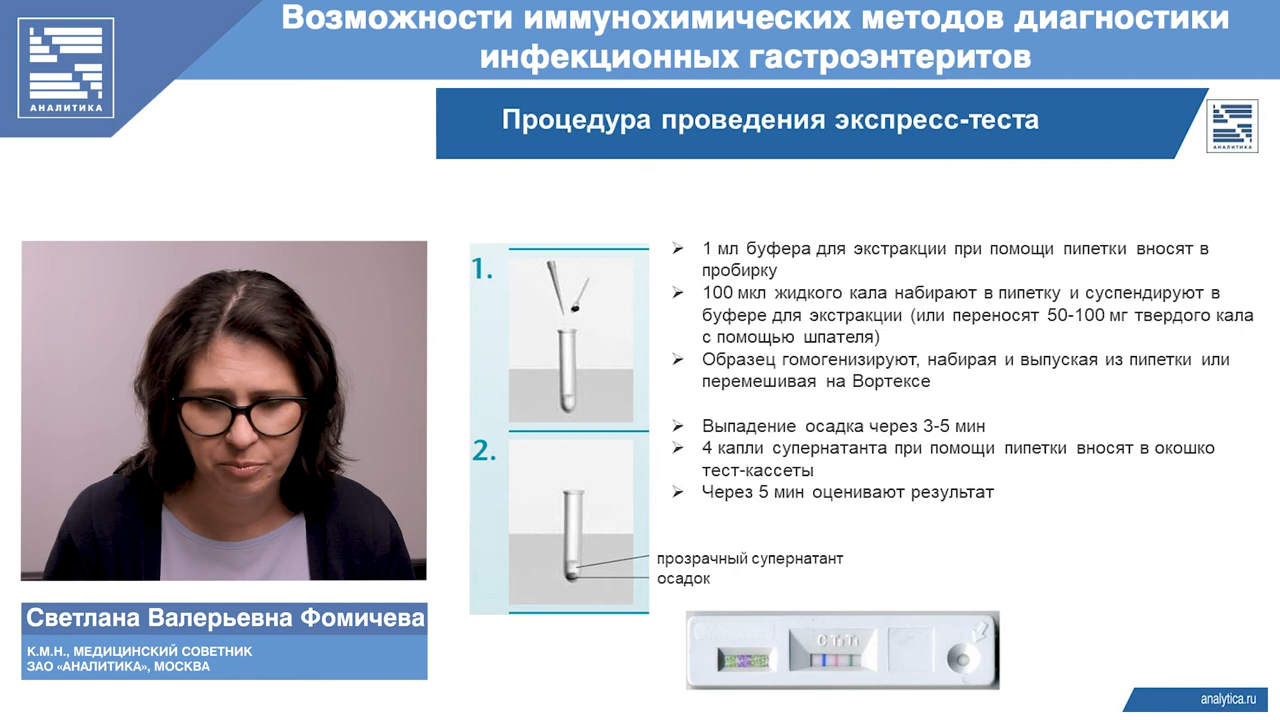 Возможности иммунохимических методов диагностики
инфекционных гастроэнтеритов
АНАЛИТИКА
Процедура проведения экспресс-теста
АНАЛИТИКА
1.
➢ 1 мл буфера для экстракции при помощи пипетки вносят в
пробирку
➢ 100 мкл жидкого кала набирают в пипетку и суспендируют в
буфере для экстракции (или переносят 50-100 мг твердого кала
с помощью шпателя)
➢ Образец гомогенизируют, набирая и выпуская из пипетки или
перемешивая на Вортексе
2.
➢ Выпадение осадка через 3-5 мин
➢ 4 капли супернатанта при помощи пипетки вносят в окошко
тест-кассеты
➢ Через 5 мин оценивают результат
прозрачный супернатант
осадок
C T₂ T₁
Светлана Валерьевна Фомичева
К.М.Н., МЕДИЦИНСКИЙ СОВЕТНИК
ЗАО «АНАЛИТИКА», МОСКВА
analytica.ru